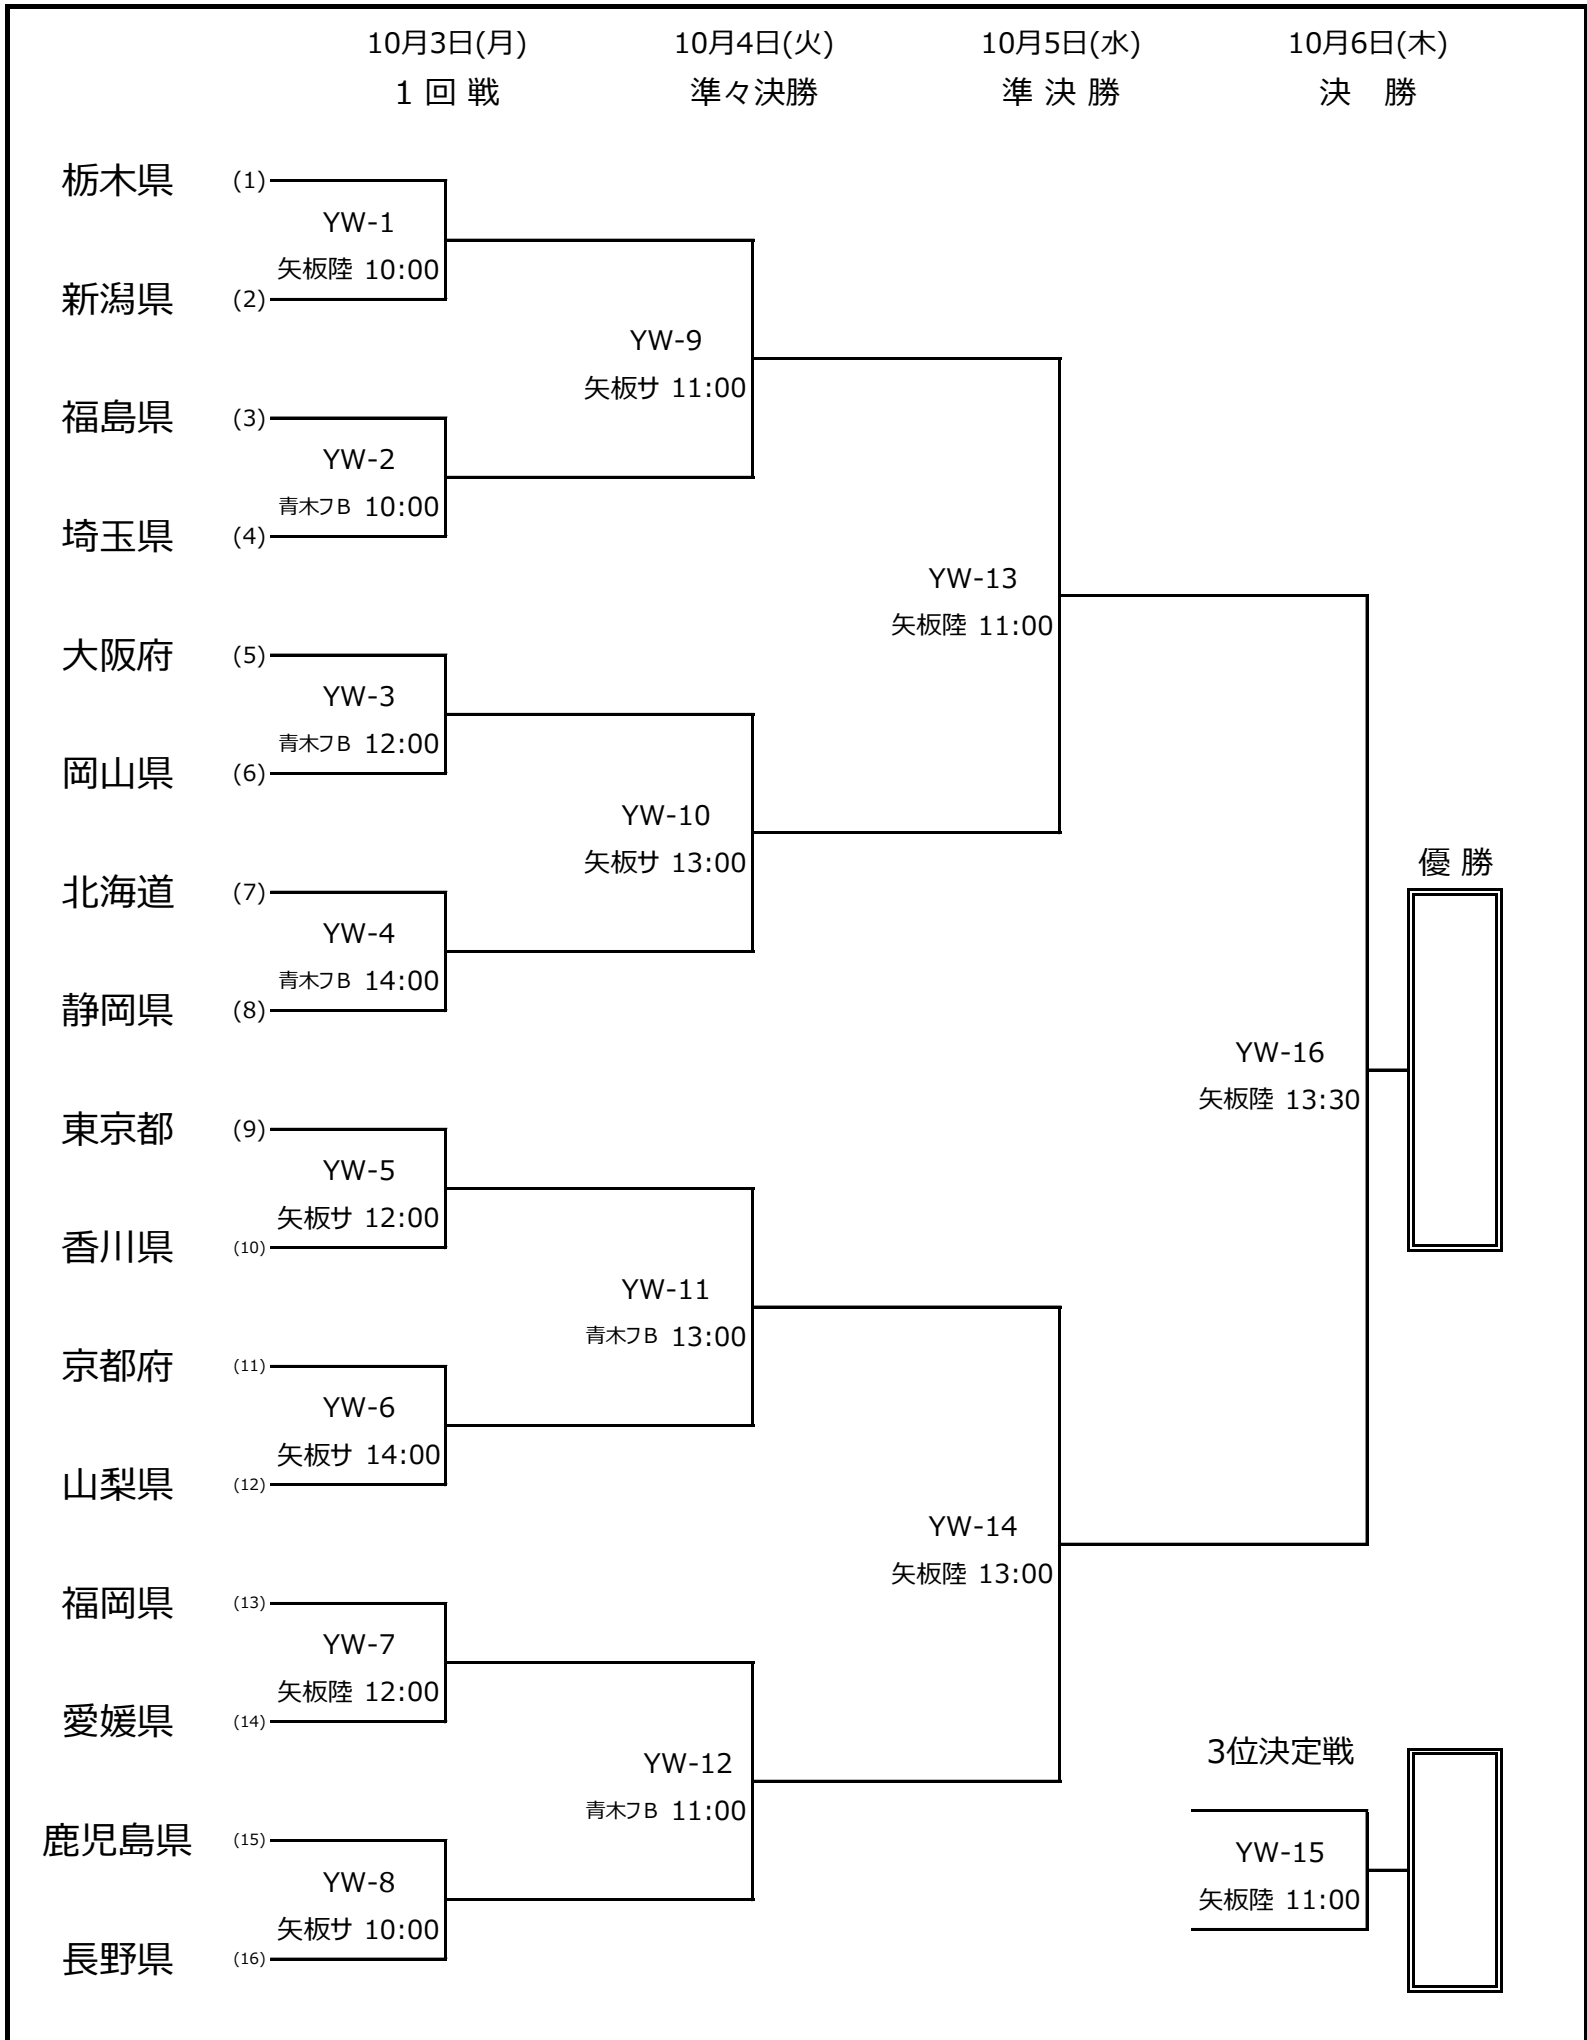 10月3日(月) 10月4日(火) 10月5日(水) 10月6日(木)
1 回 戦 準々決勝 準 決 勝 決 勝
栃木県 (1)
YW-1
矢板陸 10:00
新潟県 (2)
YW-9
矢板サ 11:00
福島県 (3)
YW-2
青木フB 10:00
埼玉県 (4)
YW-13
矢板陸 11:00
大阪府 (5)
YW-3
青木フB 12:00
岡山県 (6)
YW-10
矢板サ 13:00
優 勝
北海道 (7)
YW-4
青木フB 14:00
静岡県 (8)
YW-16
矢板陸 13:30
東京都 (9)
YW-5
矢板サ 12:00
香川県 (10)
YW-11
青木フB 13:00
京都府 (11)
YW-6
矢板サ 14:00
山梨県 (12)
YW-14
矢板陸 13:00
福岡県 (13)
YW-7
矢板陸 12:00
愛媛県 (14)
3位決定戦
YW-12
青木フB 11:00
鹿児島県 (15)
YW-15
YW-8
矢板陸 11:00
矢板サ 10:00
長野県 (16)